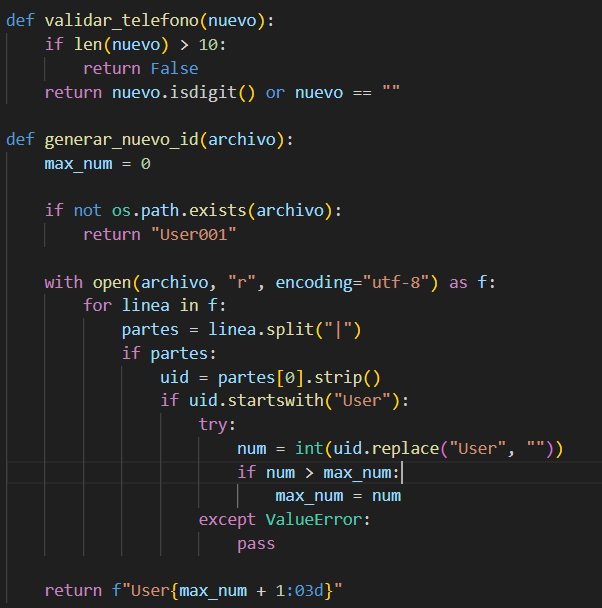 def validar_telefono(nuevo):
    if len(nuevo) > 10:
        return False
    return nuevo.isdigit() or nuevo == ""

def generar_nuevo_id(archivo):
    max_num = 0

    if not os.path.exists(archivo):
        return "User001"

    with open(archivo, "r", encoding="utf-8") as f:
        for linea in f:
            partes = linea.split("|")
            if partes:
                uid = partes[0].strip()
                if uid.startswith("User"):
                    try:
                        num = int(uid.replace("User", ""))
                        if num > max_num:
                            max_num = num
                    except ValueError:
                        pass

    return f"User{max_num + 1:03d}"